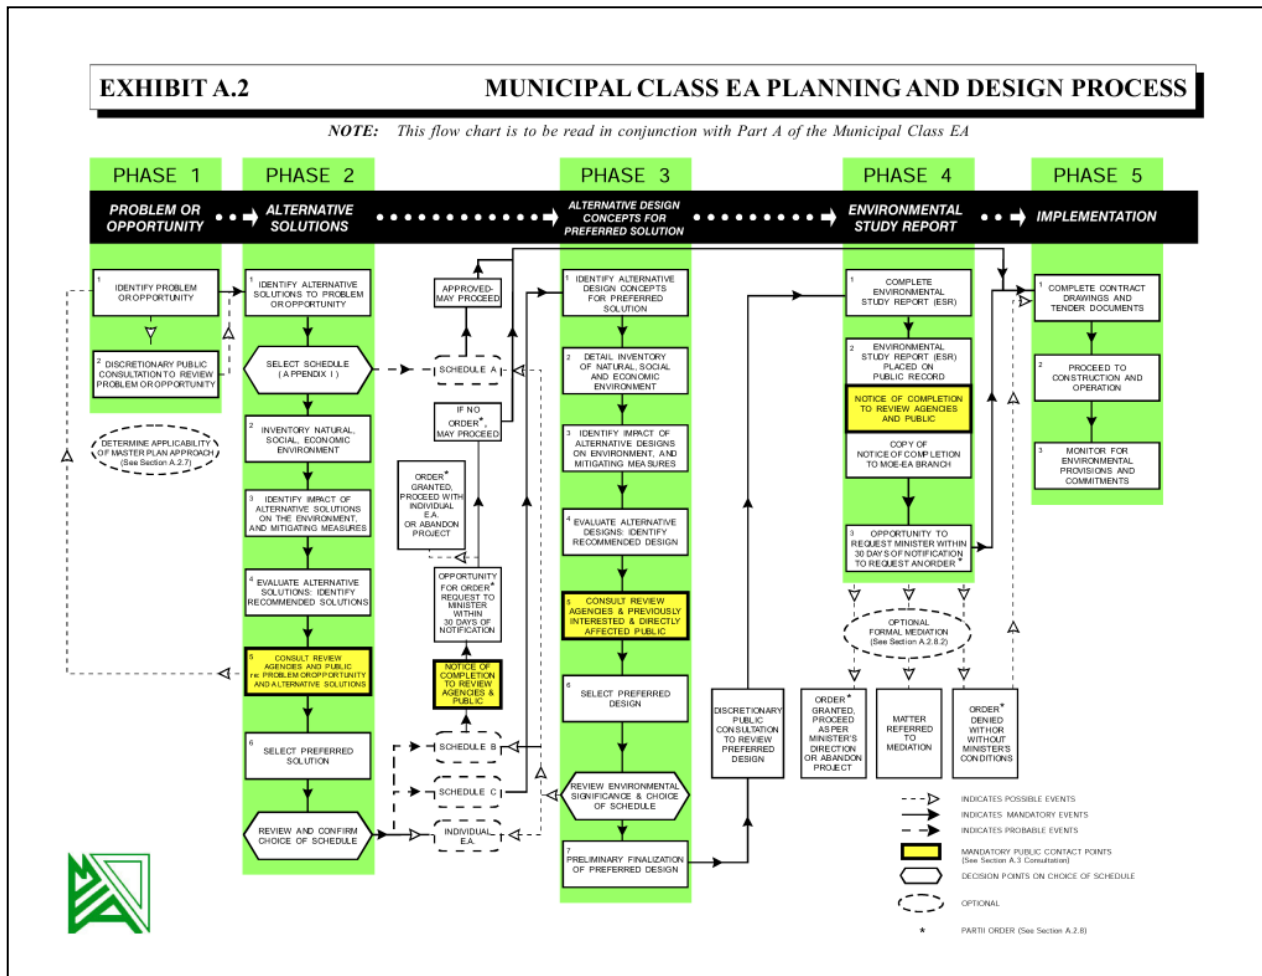 EXHIBIT A.2
MUNICIPAL CLASS EA PLANNING AND DESIGN PROCESS
NOTE: This flow chart is to be read in conjunction with Part A of the Municipal Class EA
PHASE 1
PHASE 2
PHASE 3
PHASE 4
PHASE 5
PROBLEM OR
OPPORTUNITY
ALTERNATIVE
SOLUTIONS
ALTERNATIVE DESIGN
CONCEPTS FOR
PREFERRED SOLUTION
ENVIRONMENTAL
STUDY REPORT
IMPLEMENTATION
1
IDENTIFY PROBLEM
OR OPPORTUNITY
2
DISCRETIONARY PUBLIC
CONSULTATION TO REVIEW
PROBLEM OR OPPORTUNITY
DETERMINE APPLICABILITY
OF MASTER PLAN APPROACH
(See Section A.2.7)
1
IDENTIFY ALTERNATIVE
SOLUTIONS TO PROBLEM
OR OPPORTUNITY
SELECT SCHEDULE
(APPENDIX I)
2
INVENTORY NATURAL,
SOCIAL, ECONOMIC
ENVIRONMENT
3
IDENTIFY IMPACT OF
ALTERNATIVE SOLUTIONS
ON THE ENVIRONMENT,
AND MITIGATING MEASURES
4
EVALUATE ALTERNATIVE
SOLUTIONS: IDENTIFY
RECOMMENDED SOLUTIONS
5
CONSULT REVIEW
AGENCIES AND PUBLIC
re: PROBLEM OR OPPORTUNITY
AND ALTERNATIVE SOLUTIONS
6
SELECT PREFERRED
SOLUTION
REVIEW AND CONFIRM
CHOICE OF SCHEDULE
APPROVED-
MAY PROCEED
SCHEDULE A
IF NO
ORDER*,
MAY PROCEED
ORDER*
GRANTED,
PROCEED WITH
INDIVIDUAL
E.A.
OR ABANDON
PROJECT
OPPORTUNITY
FOR ORDER*
REQUEST TO
MINISTER
WITHIN
30 DAYS OF
NOTIFICATION
NOTICE OF
COMPLETION
TO REVIEW
AGENCIES &
PUBLIC
SCHEDULE B
SCHEDULE C
INDIVIDUAL
E.A.
1
IDENTIFY ALTERNATIVE
DESIGN CONCEPTS
FOR PREFERRED
SOLUTION
2
DETAIL INVENTORY
OF NATURAL, SOCIAL
AND ECONOMIC
ENVIRONMENT
3
IDENTIFY IMPACT OF
ALTERNATIVE DESIGNS
ON ENVIRONMENT, AND
MITIGATING MEASURES
4
EVALUATE ALTERNATIVE
DESIGNS: IDENTIFY
RECOMMENDED DESIGN
5
CONSULT REVIEW
AGENCIES & PREVIOUSLY
INTERESTED & DIRECTLY
AFFECTED PUBLIC
6
SELECT PREFERRED
DESIGN
REVIEW ENVIRONMENTAL
SIGNIFICANCE &
CHOICE OF SCHEDULE
7
PRELIMINARY FINALIZATION
OF PREFERRED DESIGN
DISCRETIONARY
PUBLIC
CONSULTATION
TO REVIEW
PREFERRED
DESIGN
1
COMPLETE
ENVIRONMENTAL
STUDY REPORT (ESR)
2
ENVIRONMENTAL
STUDY REPORT (ESR)
PLACED ON
PUBLIC RECORD
NOTICE OF COMPLETION
TO REVIEW AGENCIES
AND PUBLIC
COPY OF
NOTICE OF COMPLETION
TO MOE-EA BRANCH
3
OPPORTUNITY TO
REQUEST MINISTER WITHIN
30 DAYS OF NOTIFICATION
TO REQUEST AN ORDER*
OPTIONAL
FORMAL MEDIATION
(See Section A.2.8.2)
ORDER*
GRANTED,
PROCEED
AS PER
MINISTER'S
DIRECTION
OR ABANDON
PROJECT
MATTER
REFERRED
TO
MEDIATION
ORDER*
DENIED
WITH OR
WITHOUT
MINISTER'S
CONDITIONS
1
COMPLETE CONTRACT
DRAWINGS AND
TENDER DOCUMENTS
2
PROCEED TO
CONSTRUCTION AND
OPERATION
3
MONITOR FOR
ENVIRONMENTAL
PROVISIONS AND
COMMITMENTS
INDICATES POSSIBLE EVENTS
INDICATES MANDATORY EVENTS
INDICATES PROBABLE EVENTS
MANDATORY PUBLIC CONTACT POINTS
(See Section A.3 Consultation)
DECISION POINTS ON CHOICE OF SCHEDULE
OPTIONAL
* PART II ORDER (See Section A.2.8)